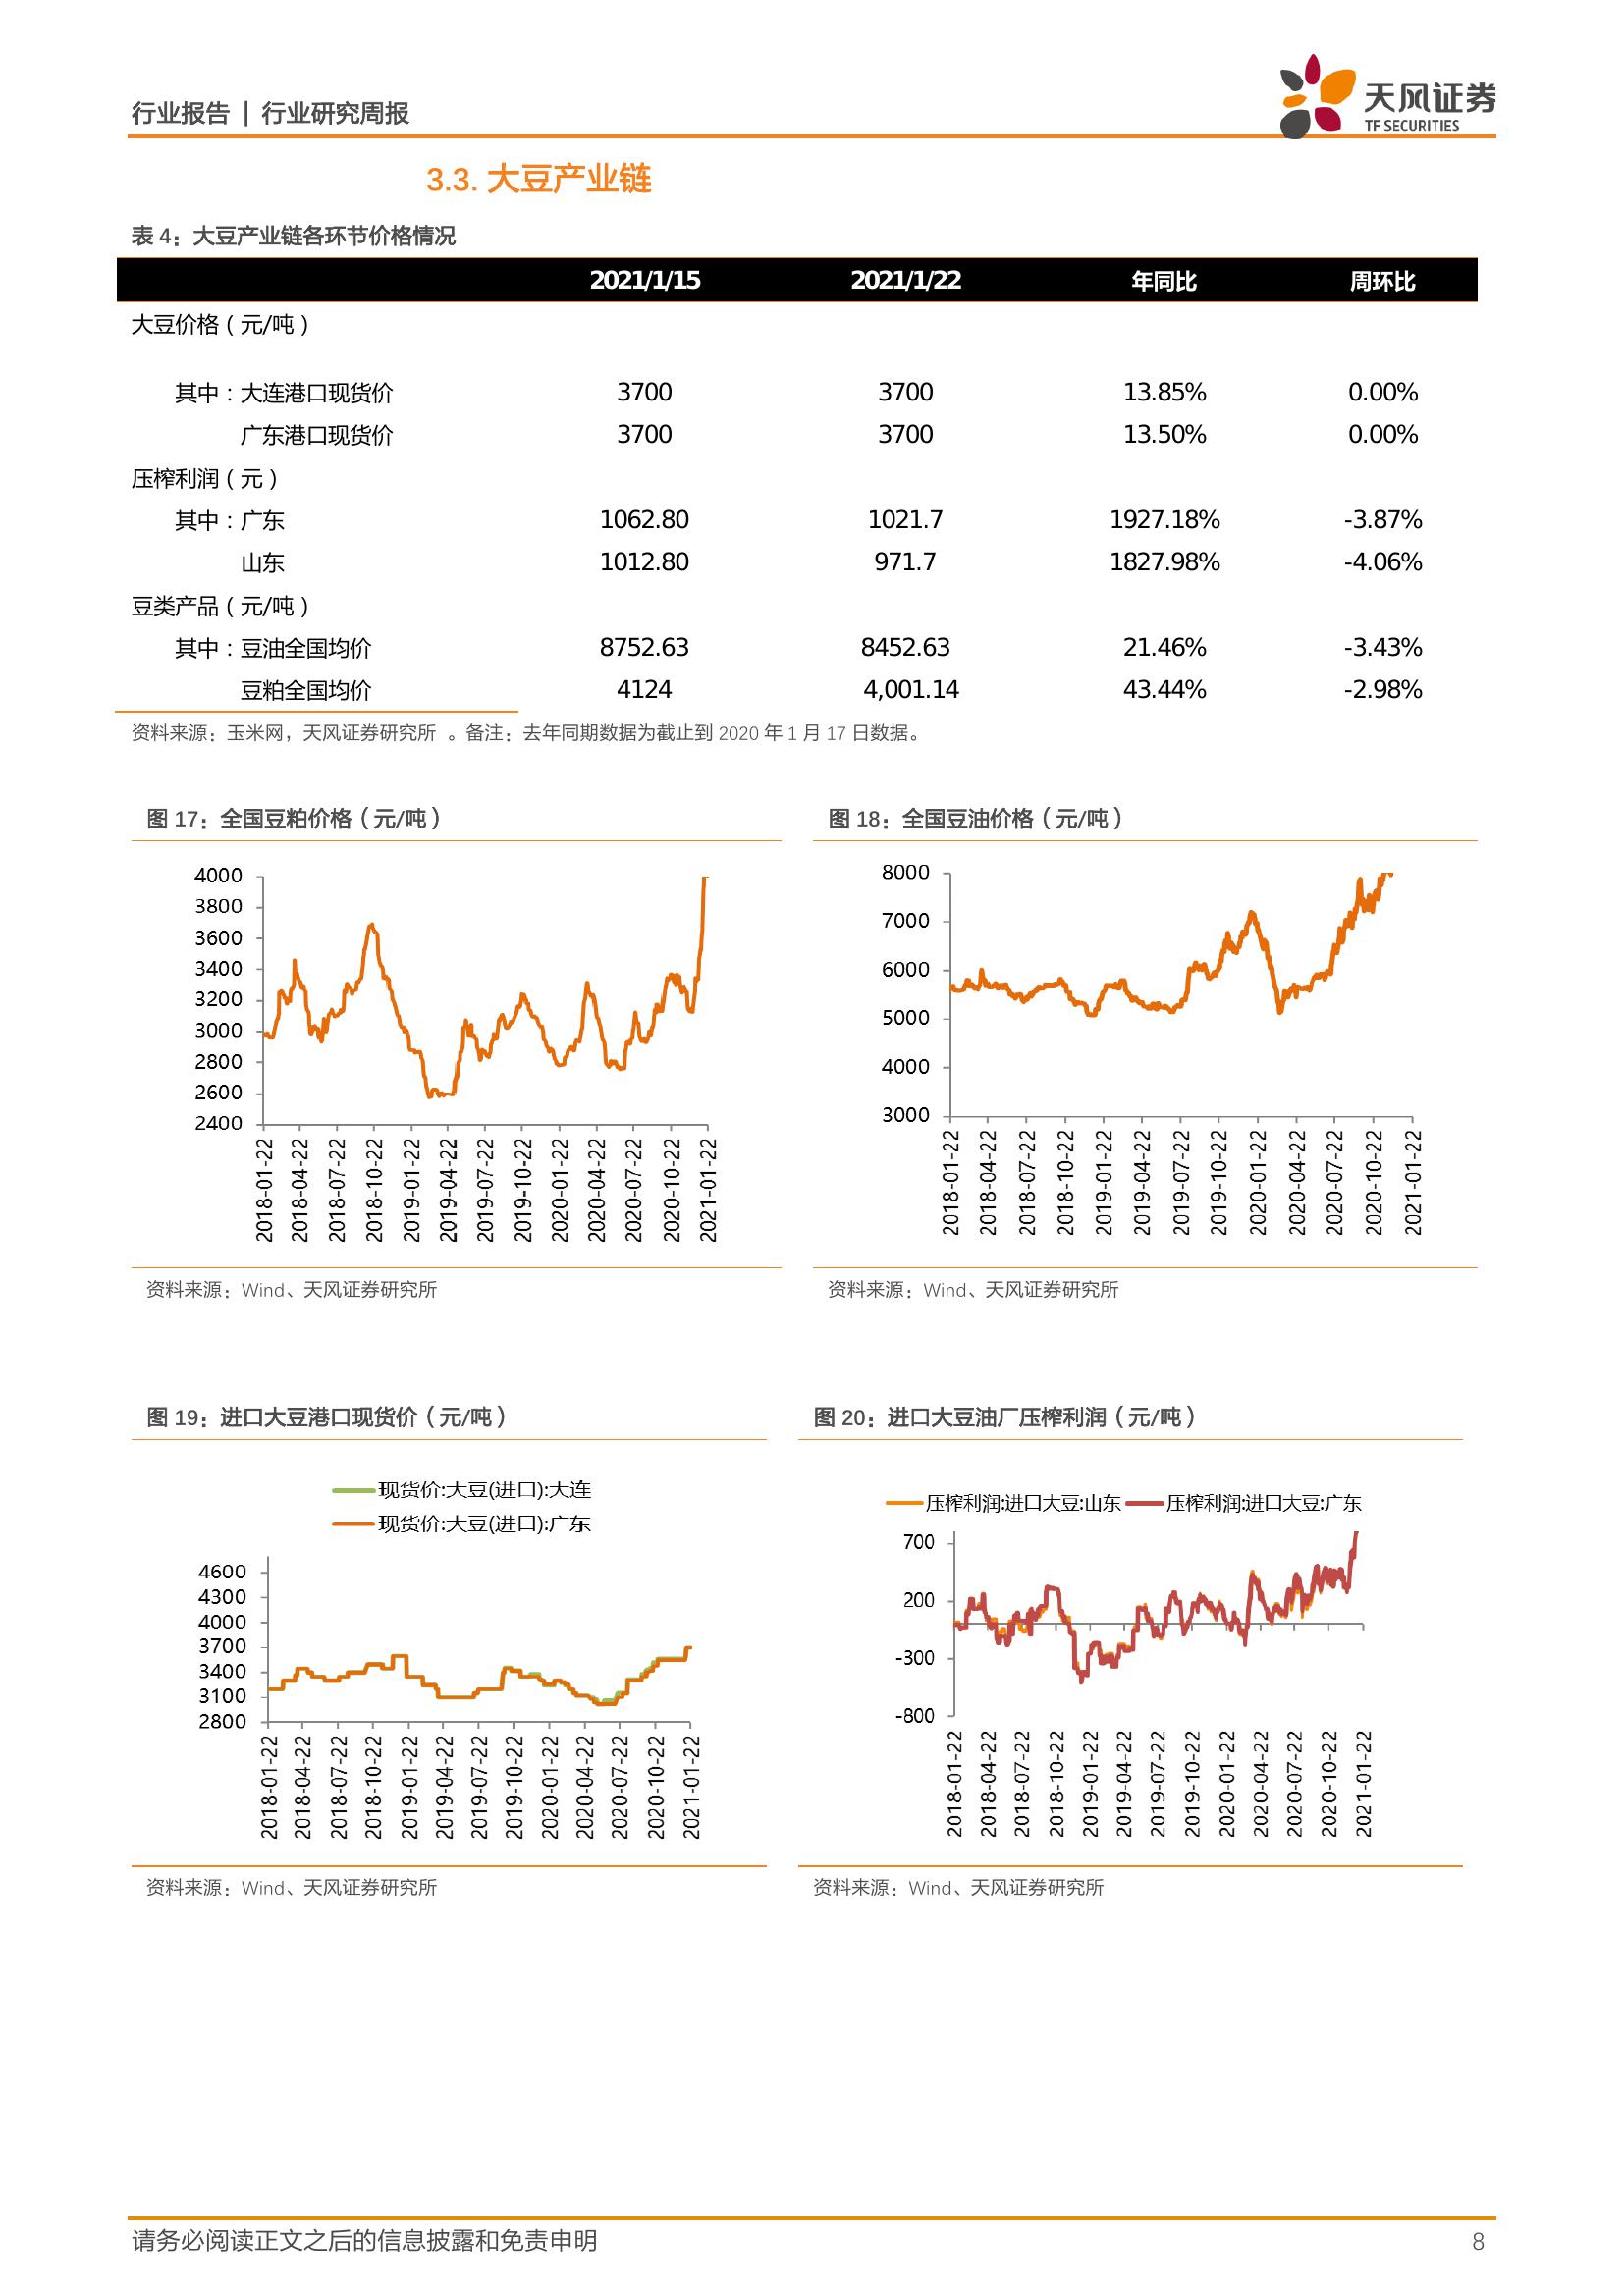 行业报告 | 行业研究周报
天风证券
TF SECURITIES
3.3. 大豆产业链
表 4：大豆产业链各环节价格情况
2021/1/15 2021/1/22 年同比 周环比
大豆价格（元/吨）
其中：大连港口现货价 3700 3700 13.85% 0.00%
广东港口现货价 3700 3700 13.50% 0.00%
压榨利润（元）
其中：广东 1062.80 1021.7 1927.18% -3.87%
山东 1012.80 971.7 1827.98% -4.06%
豆类产品（元/吨）
其中：豆油全国均价 8752.63 8452.63 21.46% -3.43%
豆粕全国均价 4124 4,001.14 43.44% -2.98%
资料来源：玉米网，天风证券研究所 。备注：去年同期数据为截止到 2020 年 1 月 17 日数据。
图 17：全国豆粕价格（元/吨）
4000
3800
3600
3400
3200
3000
2800
2600
2400
2018-01-22
2018-04-22
2018-07-22
2018-10-22
2019-01-22
2019-04-22
2019-07-22
2019-10-22
2020-01-22
2020-04-22
2020-07-22
2020-10-22
2021-01-22
资料来源：Wind、天风证券研究所
图 18：全国豆油价格（元/吨）
8000
7000
6000
5000
4000
3000
2018-01-22
2018-04-22
2018-07-22
2018-10-22
2019-01-22
2019-04-22
2019-07-22
2019-10-22
2020-01-22
2020-04-22
2020-07-22
2020-10-22
2021-01-22
资料来源：Wind、天风证券研究所
图 19：进口大豆港口现货价（元/吨）
现货价:大豆(进口):大连
现货价:大豆(进口):广东
4600
4300
4000
3700
3400
3100
2800
2018-01-22
2018-04-22
2018-07-22
2018-10-22
2019-01-22
2019-04-22
2019-07-22
2019-10-22
2020-01-22
2020-04-22
2020-07-22
2020-10-22
2021-01-22
资料来源：Wind、天风证券研究所
图 20：进口大豆油厂压榨利润（元/吨）
压榨利润:进口大豆:山东 压榨利润:进口大豆:广东
700
200
-300
-800
2018-01-22
2018-04-22
2018-07-22
2018-10-22
2019-01-22
2019-04-22
2019-07-22
2019-10-22
2020-01-22
2020-04-22
2020-07-22
2020-10-22
2021-01-22
资料来源：Wind、天风证券研究所
请务必阅读正文之后的信息披露和免责申明 8